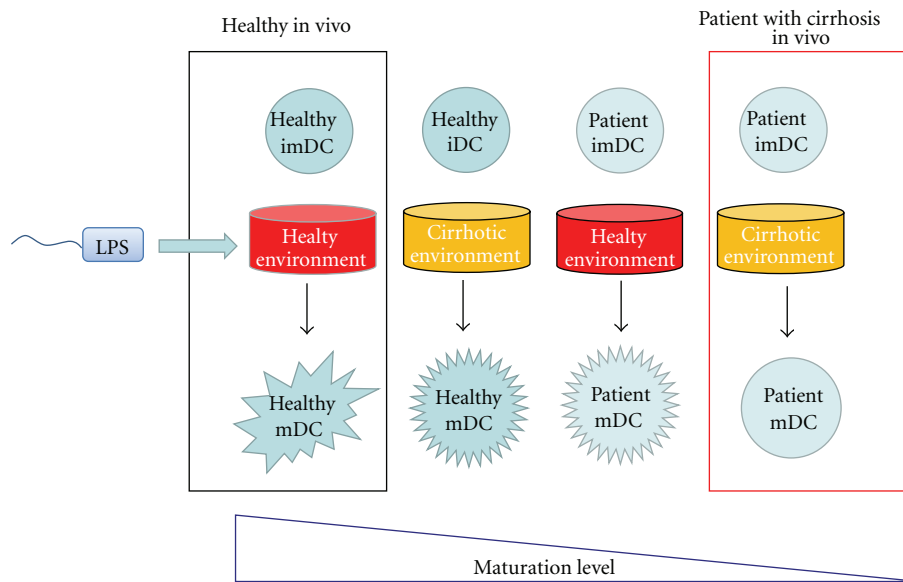 Healthy in vivo
Patient with cirrhosis
in vivo
Healthy
imDC
Healthy
iDC
Patient
imDC
Patient
imDC
LPS
Healty
environment
Cirrhotic
environment
Healty
environment
Cirrhotic
environment
Healthy
mDC
Healthy
mDC
Patient
mDC
Patient
mDC
Maturation level